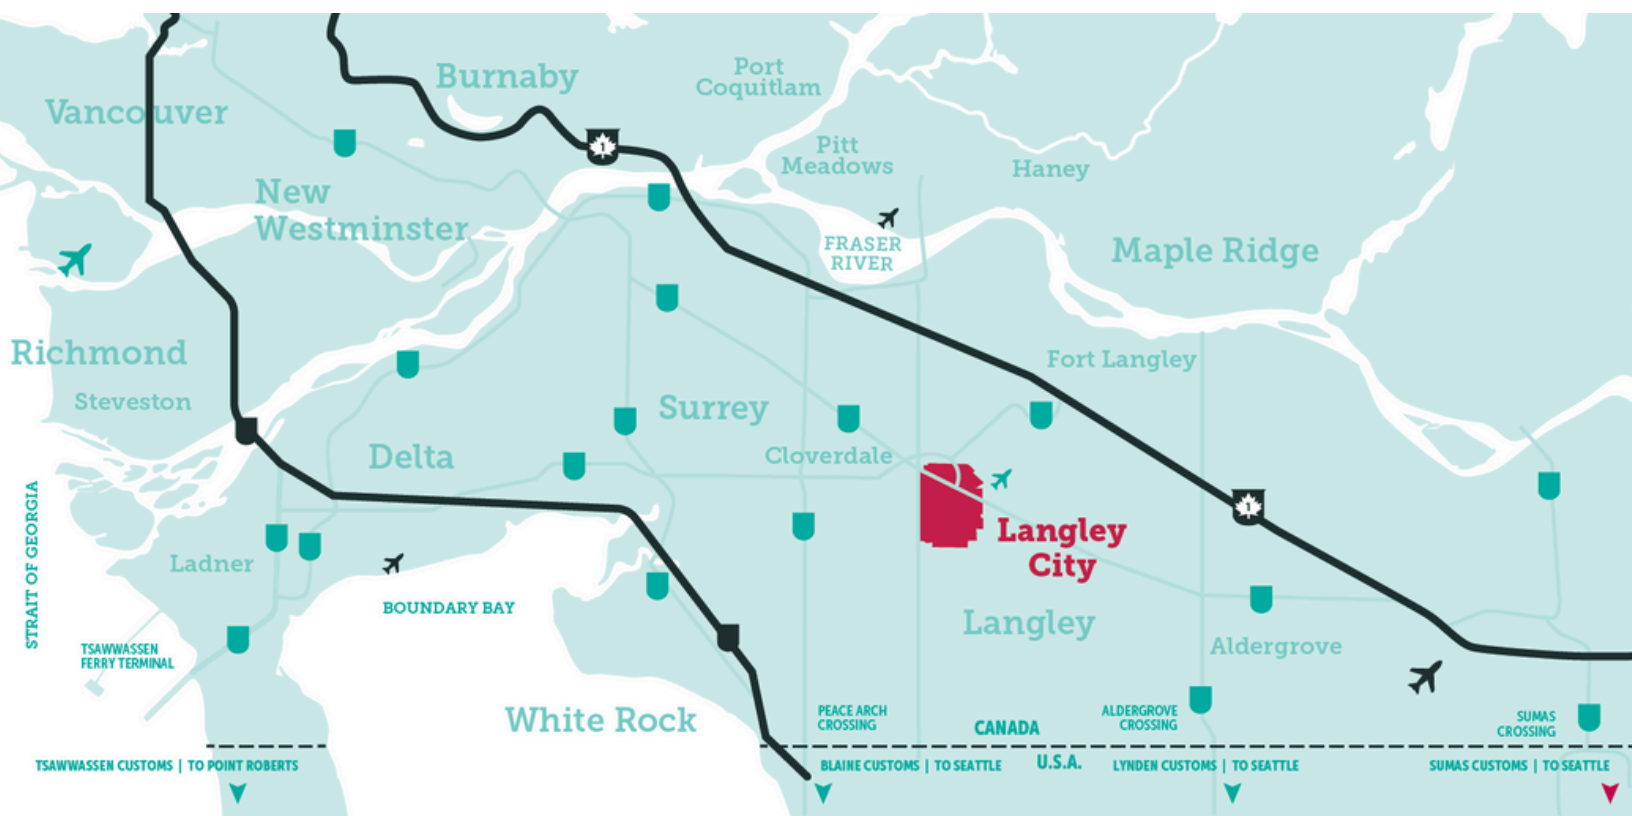 Burnaby
Port
Coquitlam
Vancouver
1
Pitt
Meadows
Haney
New
Westminster
FRASER
RIVER
Maple Ridge
Richmond
Steveston
Fort Langley
Surrey
Delta
Cloverdale
1
Langley
City
STRAIT OF GEORGIA
Ladner
BOUNDARY BAY
Langley
Aldergrove
TSAWWASSEN
FERRY TERMINAL
White Rock
PEACE ARCH
CROSSING
CANADA
ALDERGROVE
CROSSING
SUMAS
CROSSING
TSAWWASSEN CUSTOMS | TO POINT ROBERTS
BLAINE CUSTOMS | TO SEATTLE
U.S.A.
LYNDEN CUSTOMS | TO SEATTLE
SUMAS CUSTOMS | TO SEATTLE